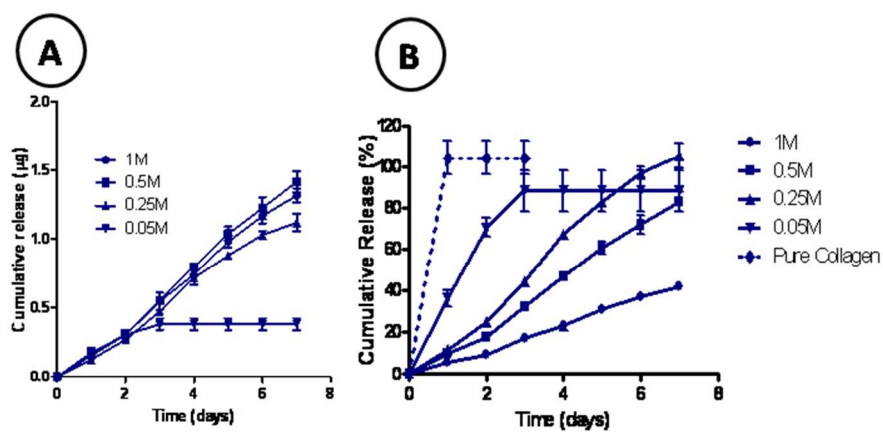 A
B
Cumulative release (µg)
2.0
1.5
1.0
0.5
0.0
0
2
4
6
8
Time (days)
1M
0.5M
0.25M
0.05M
Cumulative Release (%)
120
100
80
60
40
20
0
0
2
4
6
8
Time (days)
1M
0.5M
0.25M
0.05M
Pure Collagen